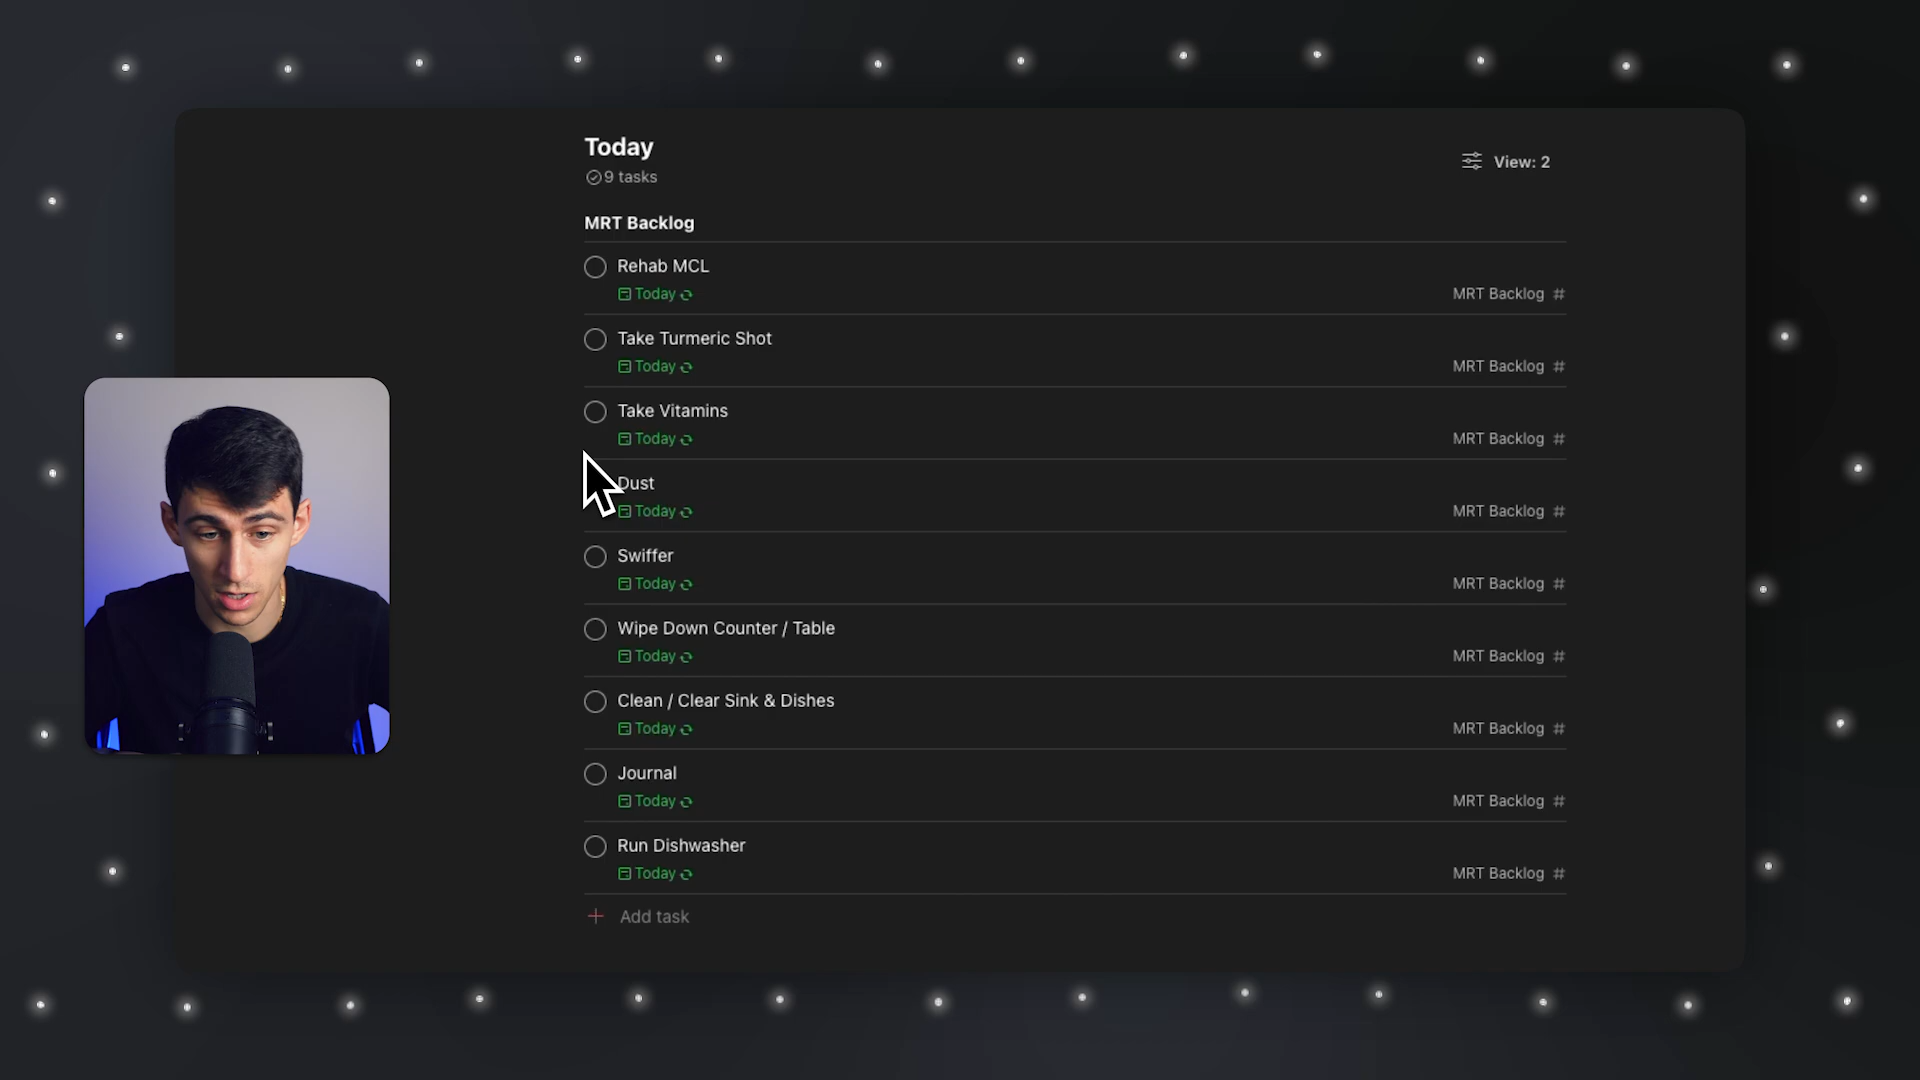 Today
9 tasks
View: 2
MRT Backlog
Rehab MCL
Today
MRT Backlog #
Take Turmeric Shot
Today
MRT Backlog #
Take Vitamins
Today
MRT Backlog #
Dust
Today
MRT Backlog #
Swiffer
Today
MRT Backlog #
Wipe Down Counter / Table
Today
MRT Backlog #
Clean / Clear Sink & Dishes
Today
MRT Backlog #
Journal
Today
MRT Backlog #
Run Dishwasher
Today
MRT Backlog #
+ Add task